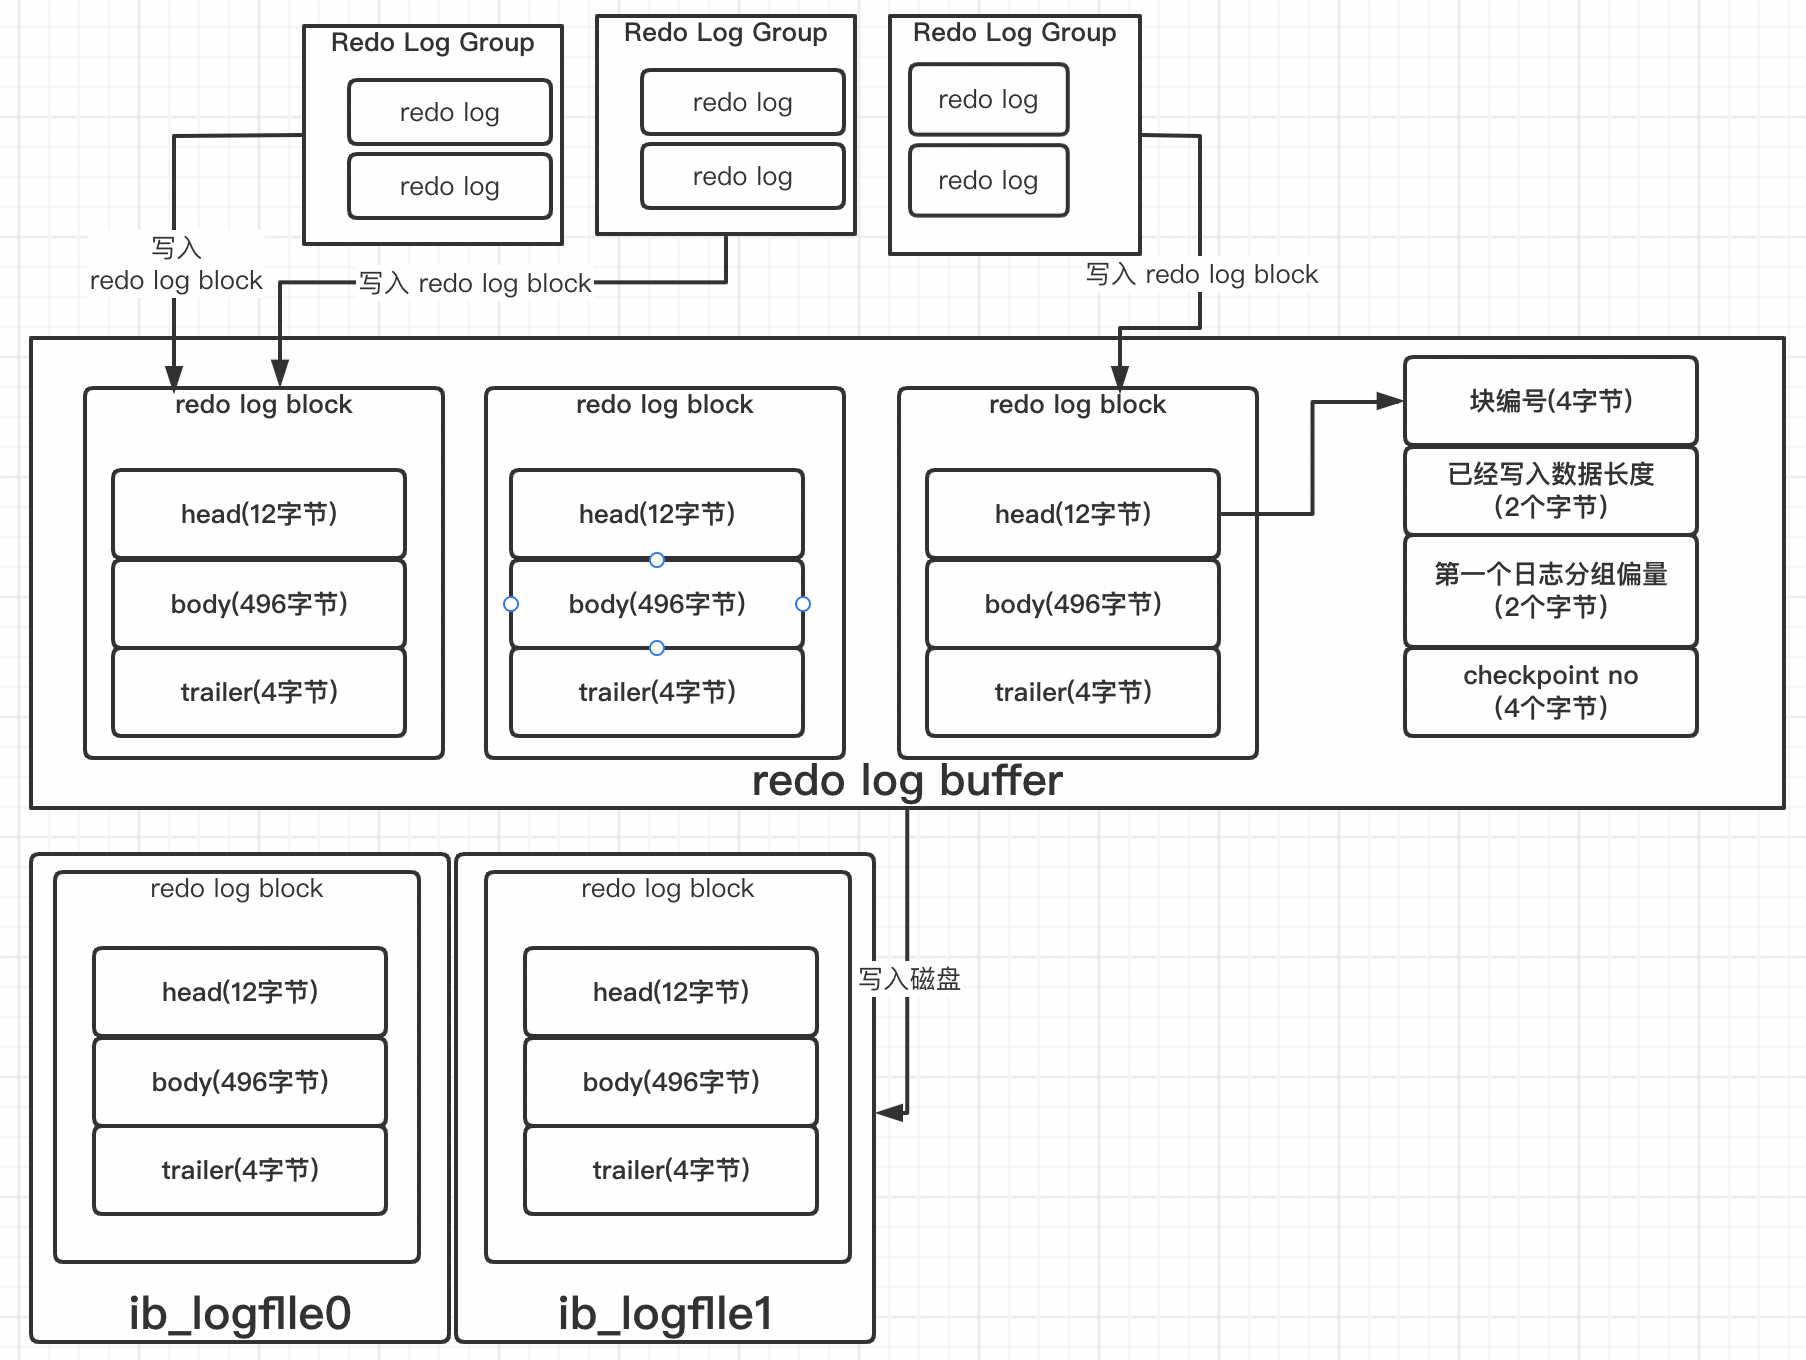 Redo Log Group
redo log
redo log
Redo Log Group
redo log
redo log
Redo Log Group
redo log
redo log
写入
redo log block
写入 redo log block
写入 redo log block
redo log block
head(12字节)
body(496字节)
trailer(4字节)
redo log block
head(12字节)
body(496字节)
trailer(4字节)
redo log block
head(12字节)
body(496字节)
trailer(4字节)
块编号(4字节)
已经写入数据长度
(2个字节)
第一个日志分组偏量
(2个字节)
checkpoint no
(4个字节)
redo log buffer
redo log block
head(12字节)
body(496字节)
trailer(4字节)
ib_logfile0
redo log block
head(12字节)
body(496字节)
trailer(4字节)
ib_logfile1
写入磁盘